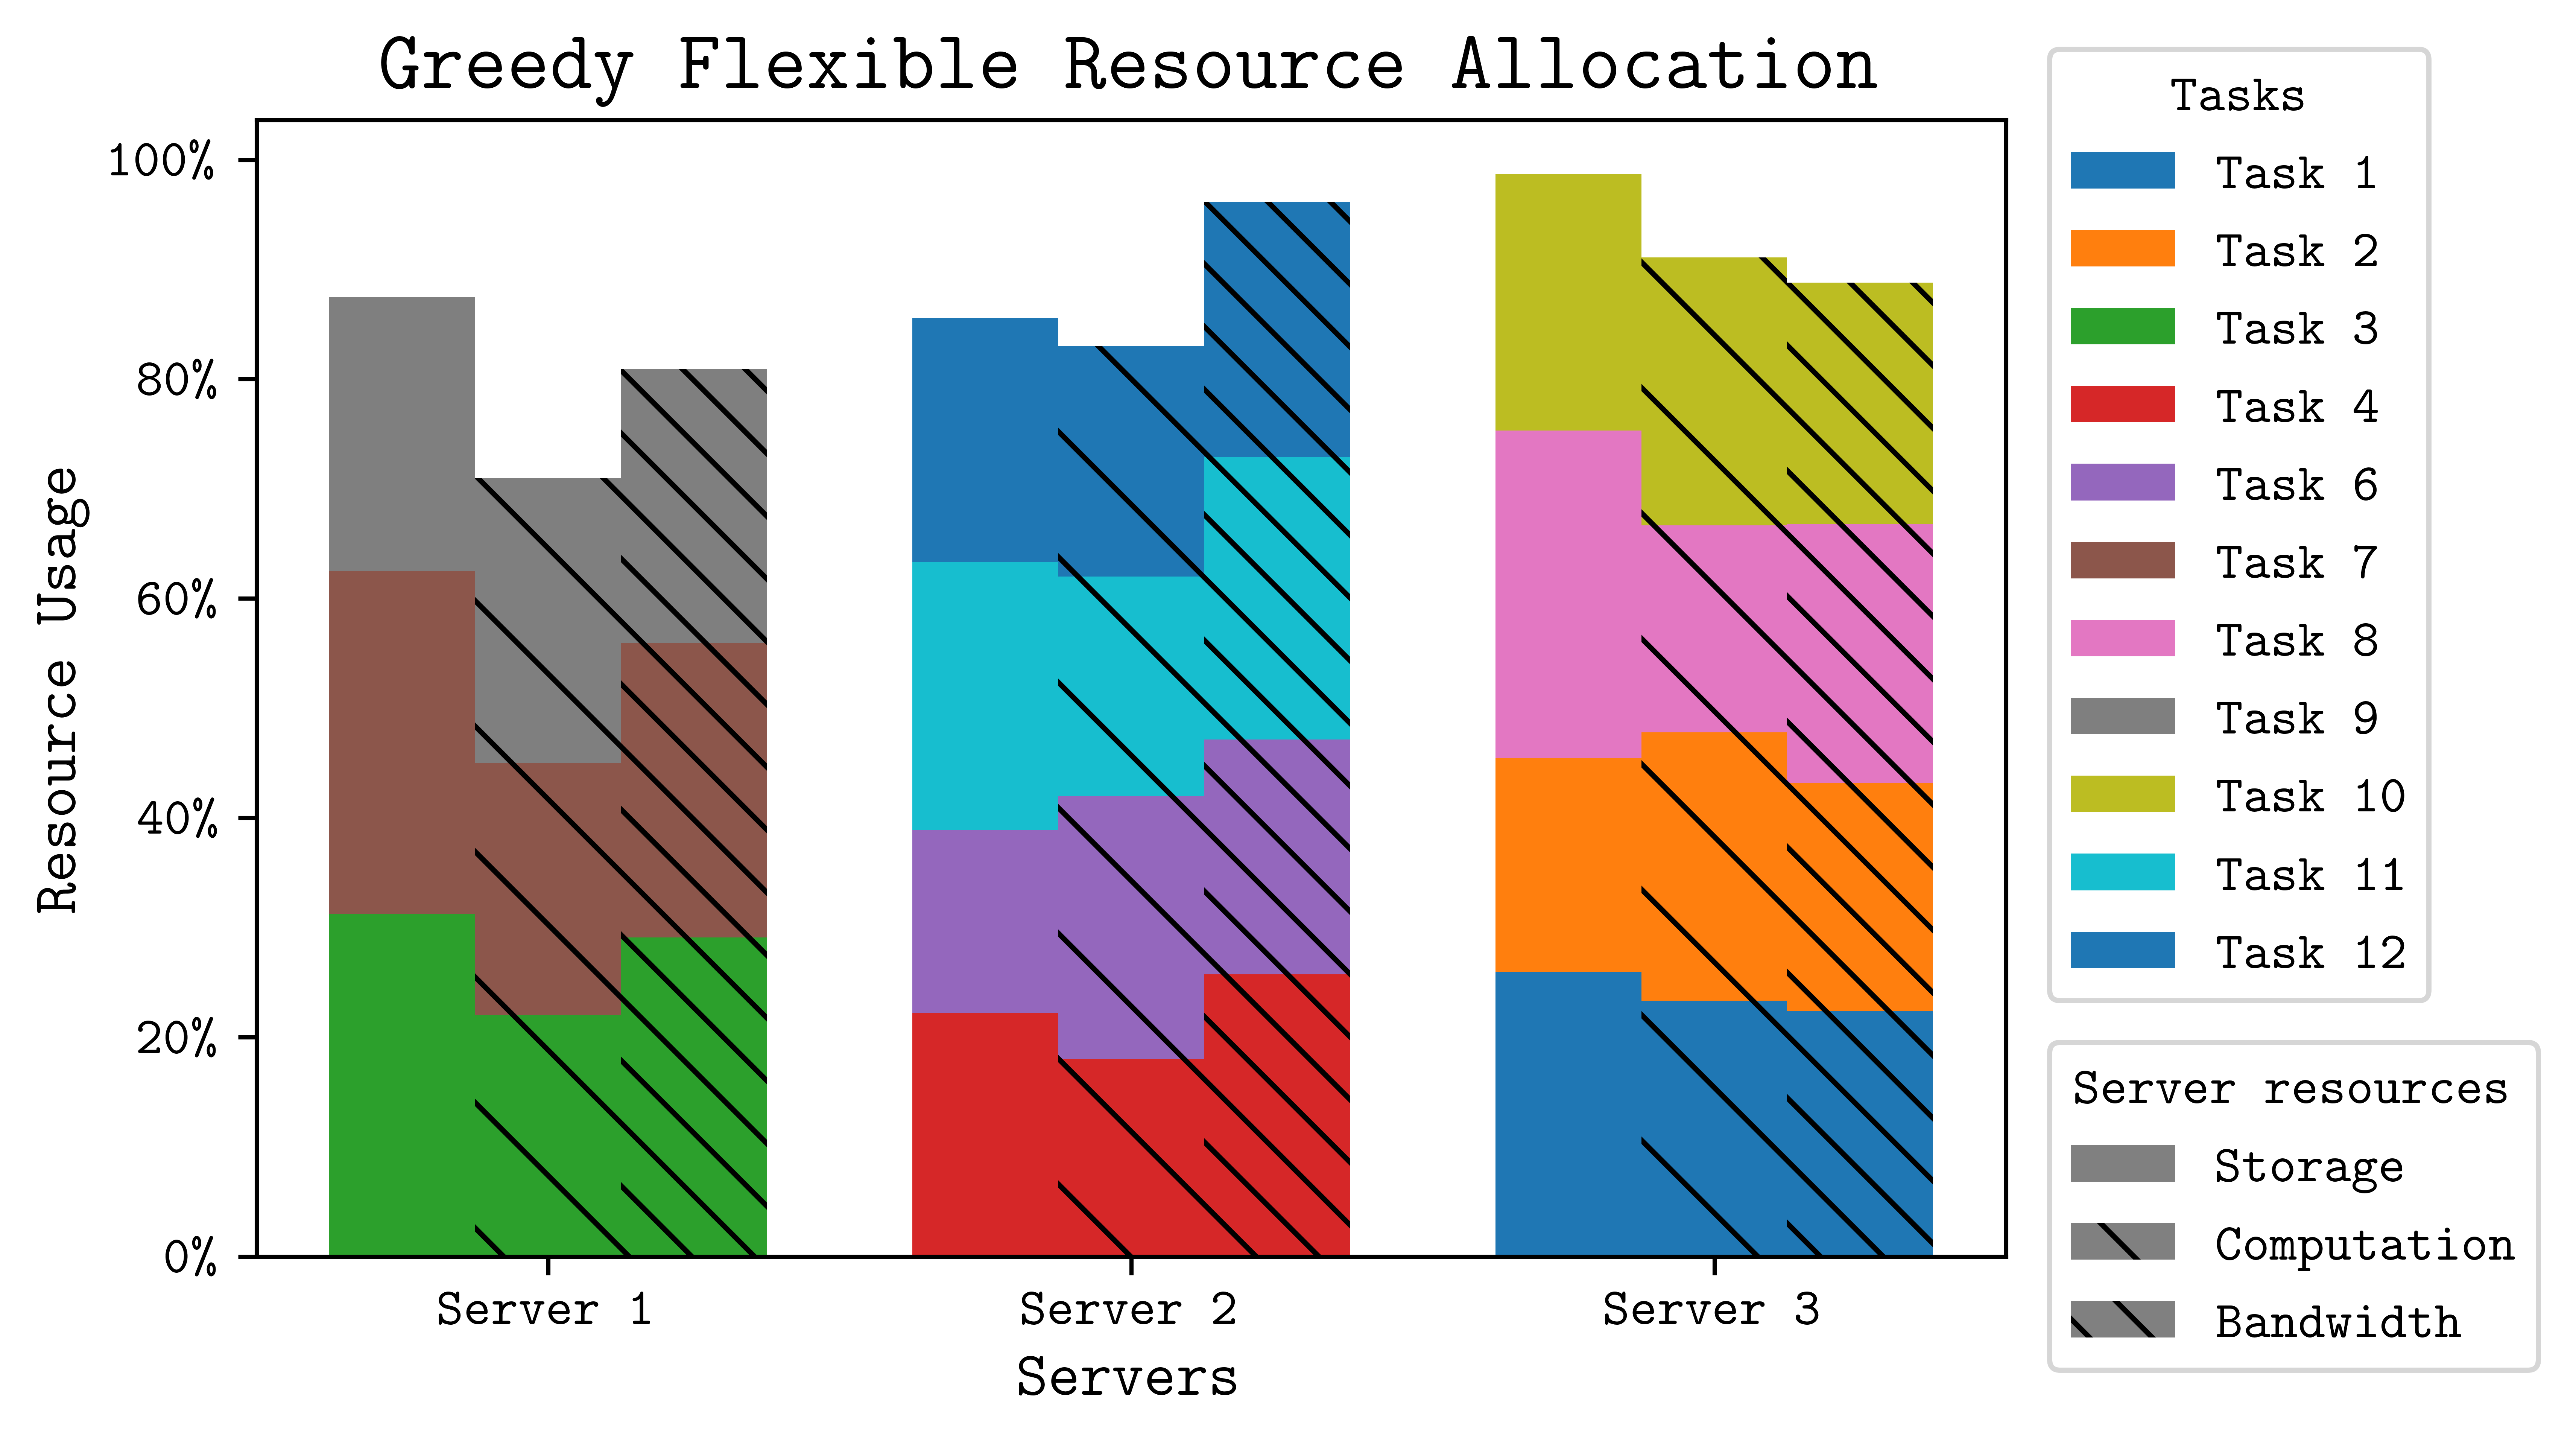 Greedy Flexible Resource Allocation
100%
80%
60%
40%
20%
0%
Resource Usage
Server 1
Server 2
Server 3
Servers
Tasks
Task 1
Task 2
Task 3
Task 4
Task 6
Task 7
Task 8
Task 9
Task 10
Task 11
Task 12
Server resources
Storage
Computation
Bandwidth